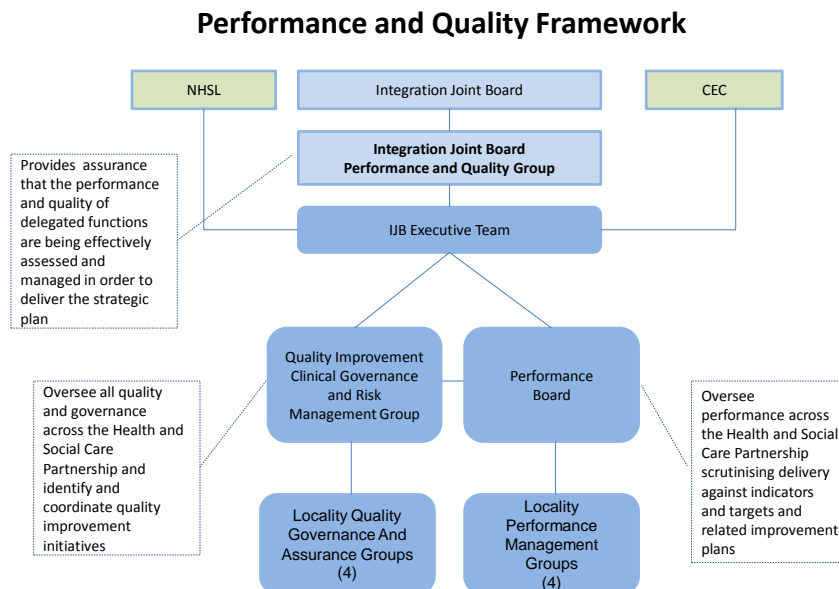 Performance and Quality Framework
NHSL
Integration Joint Board
CEC
Integration Joint Board
Performance and Quality Group
Provides assurance
that the performance
and quality of
delegated functions
are being effectively
assessed and
managed in order to
deliver the strategic
plan
IJB Executive Team
Quality Improvement
Clinical Governance
and Risk
Management Group
Performance
Board
Oversee all quality
and governance
across the Health and
Social Care
Partnership and
identify and
coordinate quality
improvement
initiatives
Oversee
performance across
the Health and Social
Care Partnership
scrutinising delivery
against indicators
and targets and
related improvement
plans
Locality Quality
Governance And
Assurance Groups
(4)
Locality
Performance
Management
Groups
(4)